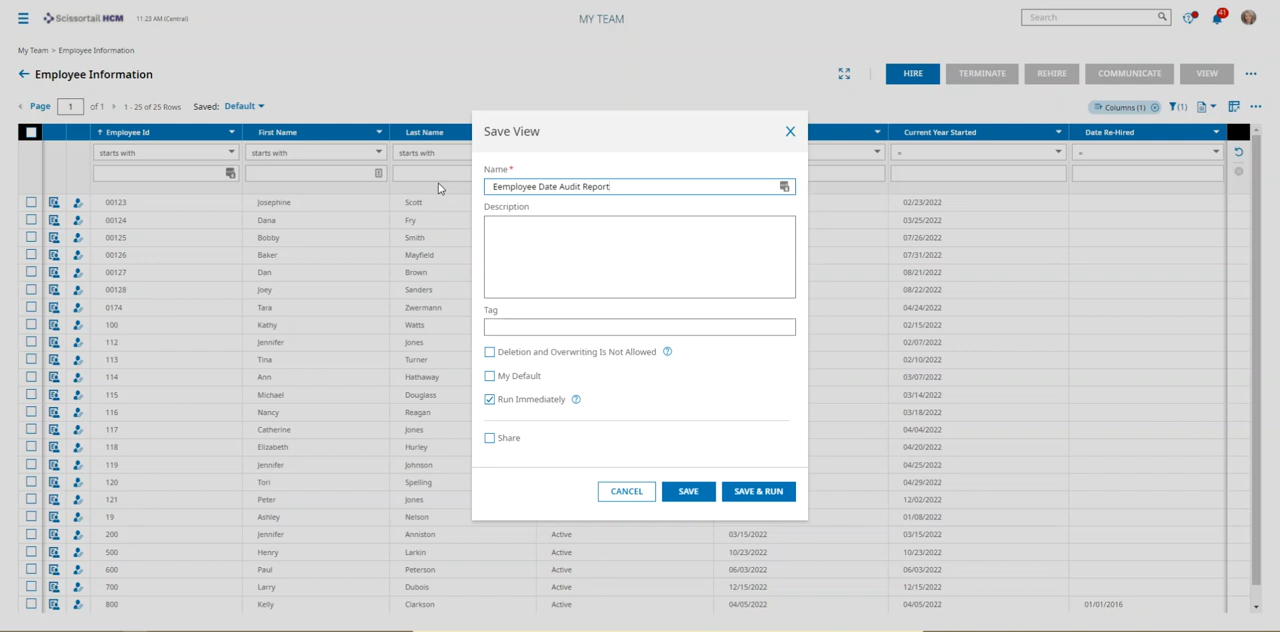 Scissortail HCM 11:23 AM (Central) MY TEAM Search 41
My Team > Employee Information
Employee Information HIRE TERMINATE REHIRE COMMUNICATE VIEW
Page 1 of 1 1 - 25 of 25 Rows Saved: Default Columns (1) (1)
Employee Id First Name Last Name Current Year Started Date Re-Hired
starts with starts with starts with = =
00123 Josephine Scott 02/23/2022
00124 Dana Fry 03/25/2022
00125 Bobby Smith 07/26/2022
00126 Baker Mayfield 07/31/2022
00127 Dan Brown 08/21/2022
00128 Joey Sanders 08/22/2022
0174 Tara Zwermann 04/24/2022
100 Kathy Watts 02/15/2022
112 Jennifer Jones 02/07/2022
113 Tina Turner 02/10/2022
114 Ann Hathaway 03/07/2022
115 Michael Douglass 03/14/2022
116 Nancy Reagan 03/18/2022
117 Catherine Jones 04/04/2022
118 Elizabeth Hurley 04/20/2022
119 Jennifer Johnson 04/25/2022
120 Tori Spelling 04/29/2022
121 Peter Jones 12/02/2022
19 Ashley Nelson 01/08/2022
200 Jennifer Anniston Active 03/15/2022 03/15/2022
500 Henry Larkin Active 10/23/2022 10/23/2022
600 Paul Peterson Active 06/03/2022 06/03/2022
700 Larry Dubois Active 12/15/2022 12/15/2022
800 Kelly Clarkson Active 04/05/2022 04/05/2022 01/01/2016
Save View
Name*
Eemployee Date Audit Report
Description
Tag
Deletion and Overwriting Is Not Allowed
My Default
Run Immediately
Share
CANCEL SAVE SAVE & RUN